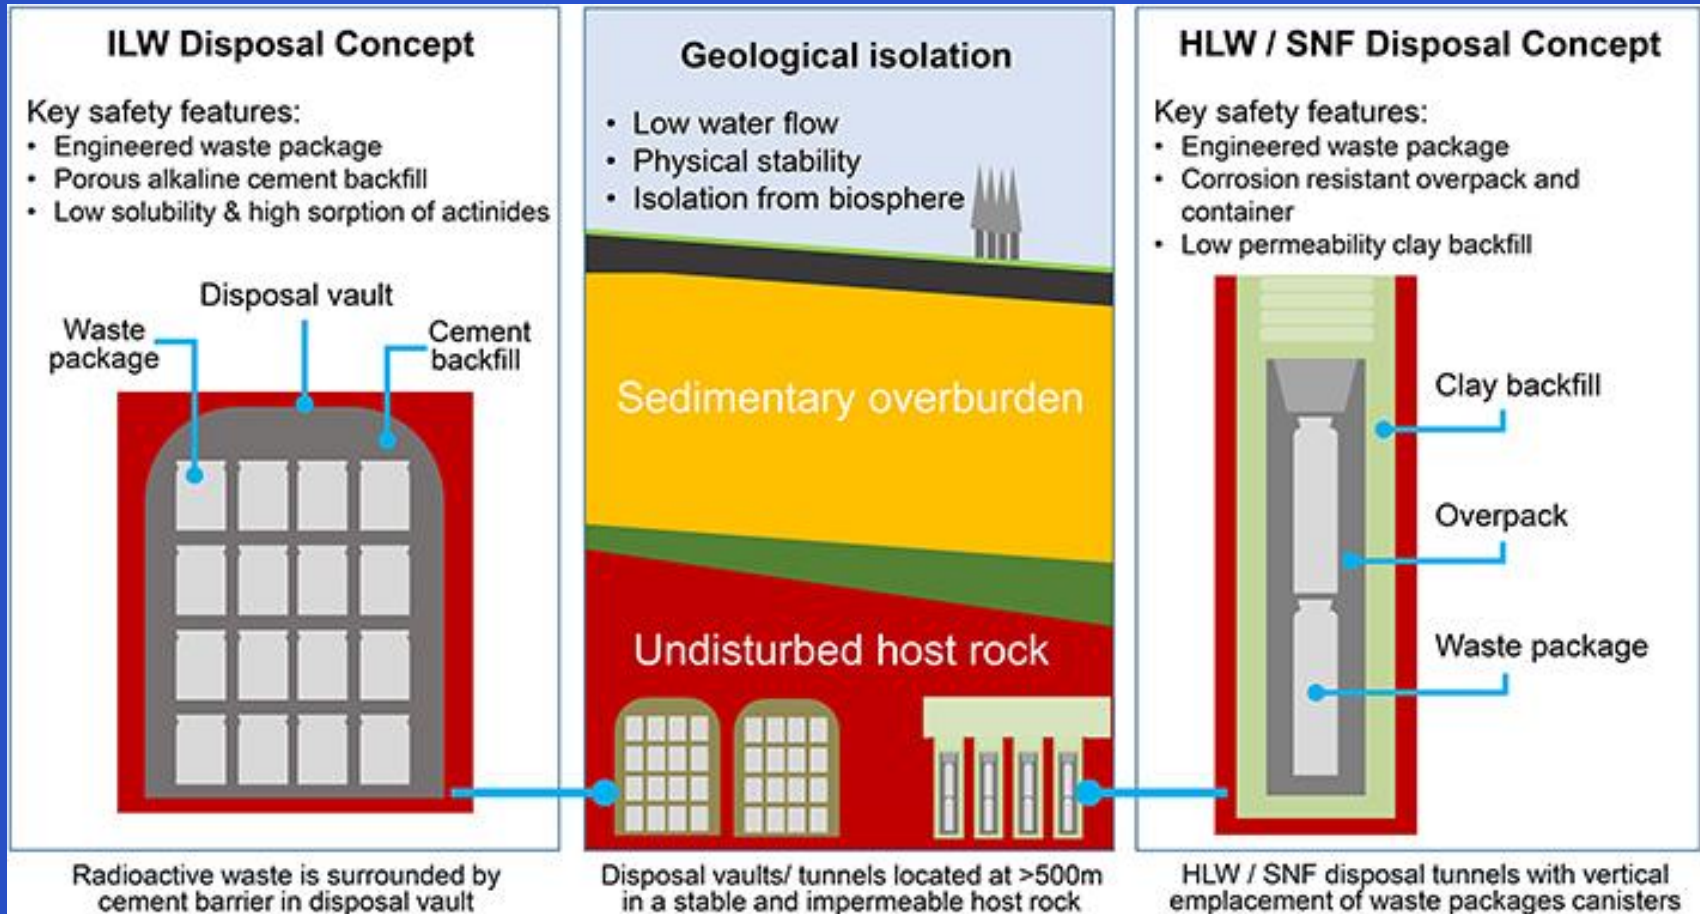 ILW Disposal Concept
Key safety features:
• Engineered waste package
• Porous alkaline cement backfill
• Low solubility & high sorption of actinides
Disposal vault
Waste
package
Cement
backfill
Radioactive waste is surrounded by
cement barrier in disposal vault
Geological isolation
• Low water flow
• Physical stability
• Isolation from biosphere
Sedimentary overburden
Undisturbed host rock
Disposal vaults/ tunnels located at >500m
in a stable and impermeable host rock
HLW / SNF Disposal Concept
Key safety features:
• Engineered waste package
• Corrosion resistant overpack and
container
• Low permeability clay backfill
Clay backfill
Overpack
Waste package
HLW / SNF disposal tunnels with vertical
emplacement of waste packages canisters